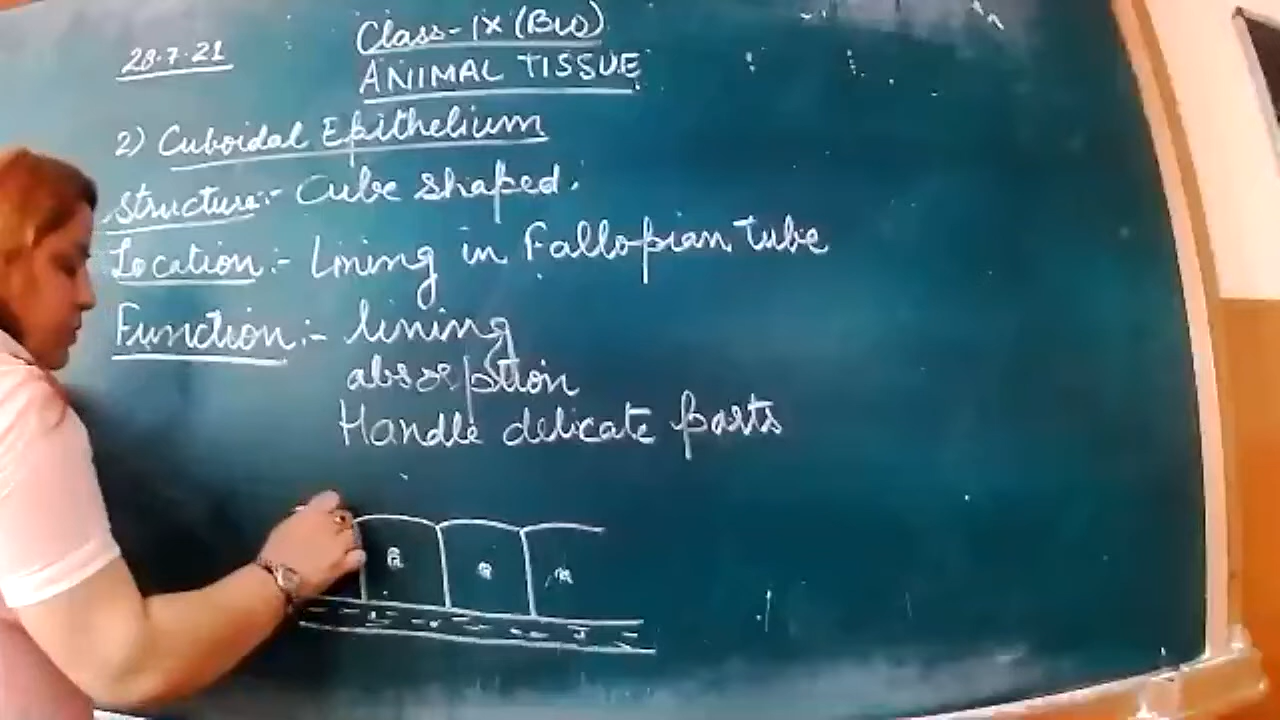 28.7.21
Class-IX (Bio)
ANIMAL TISSUE
2) Cuboidal Epithelium
Structure:- Cube shaped.
Location:- Lining in Fallopian tube
Function:- lining
absorption
Handle delicate parts